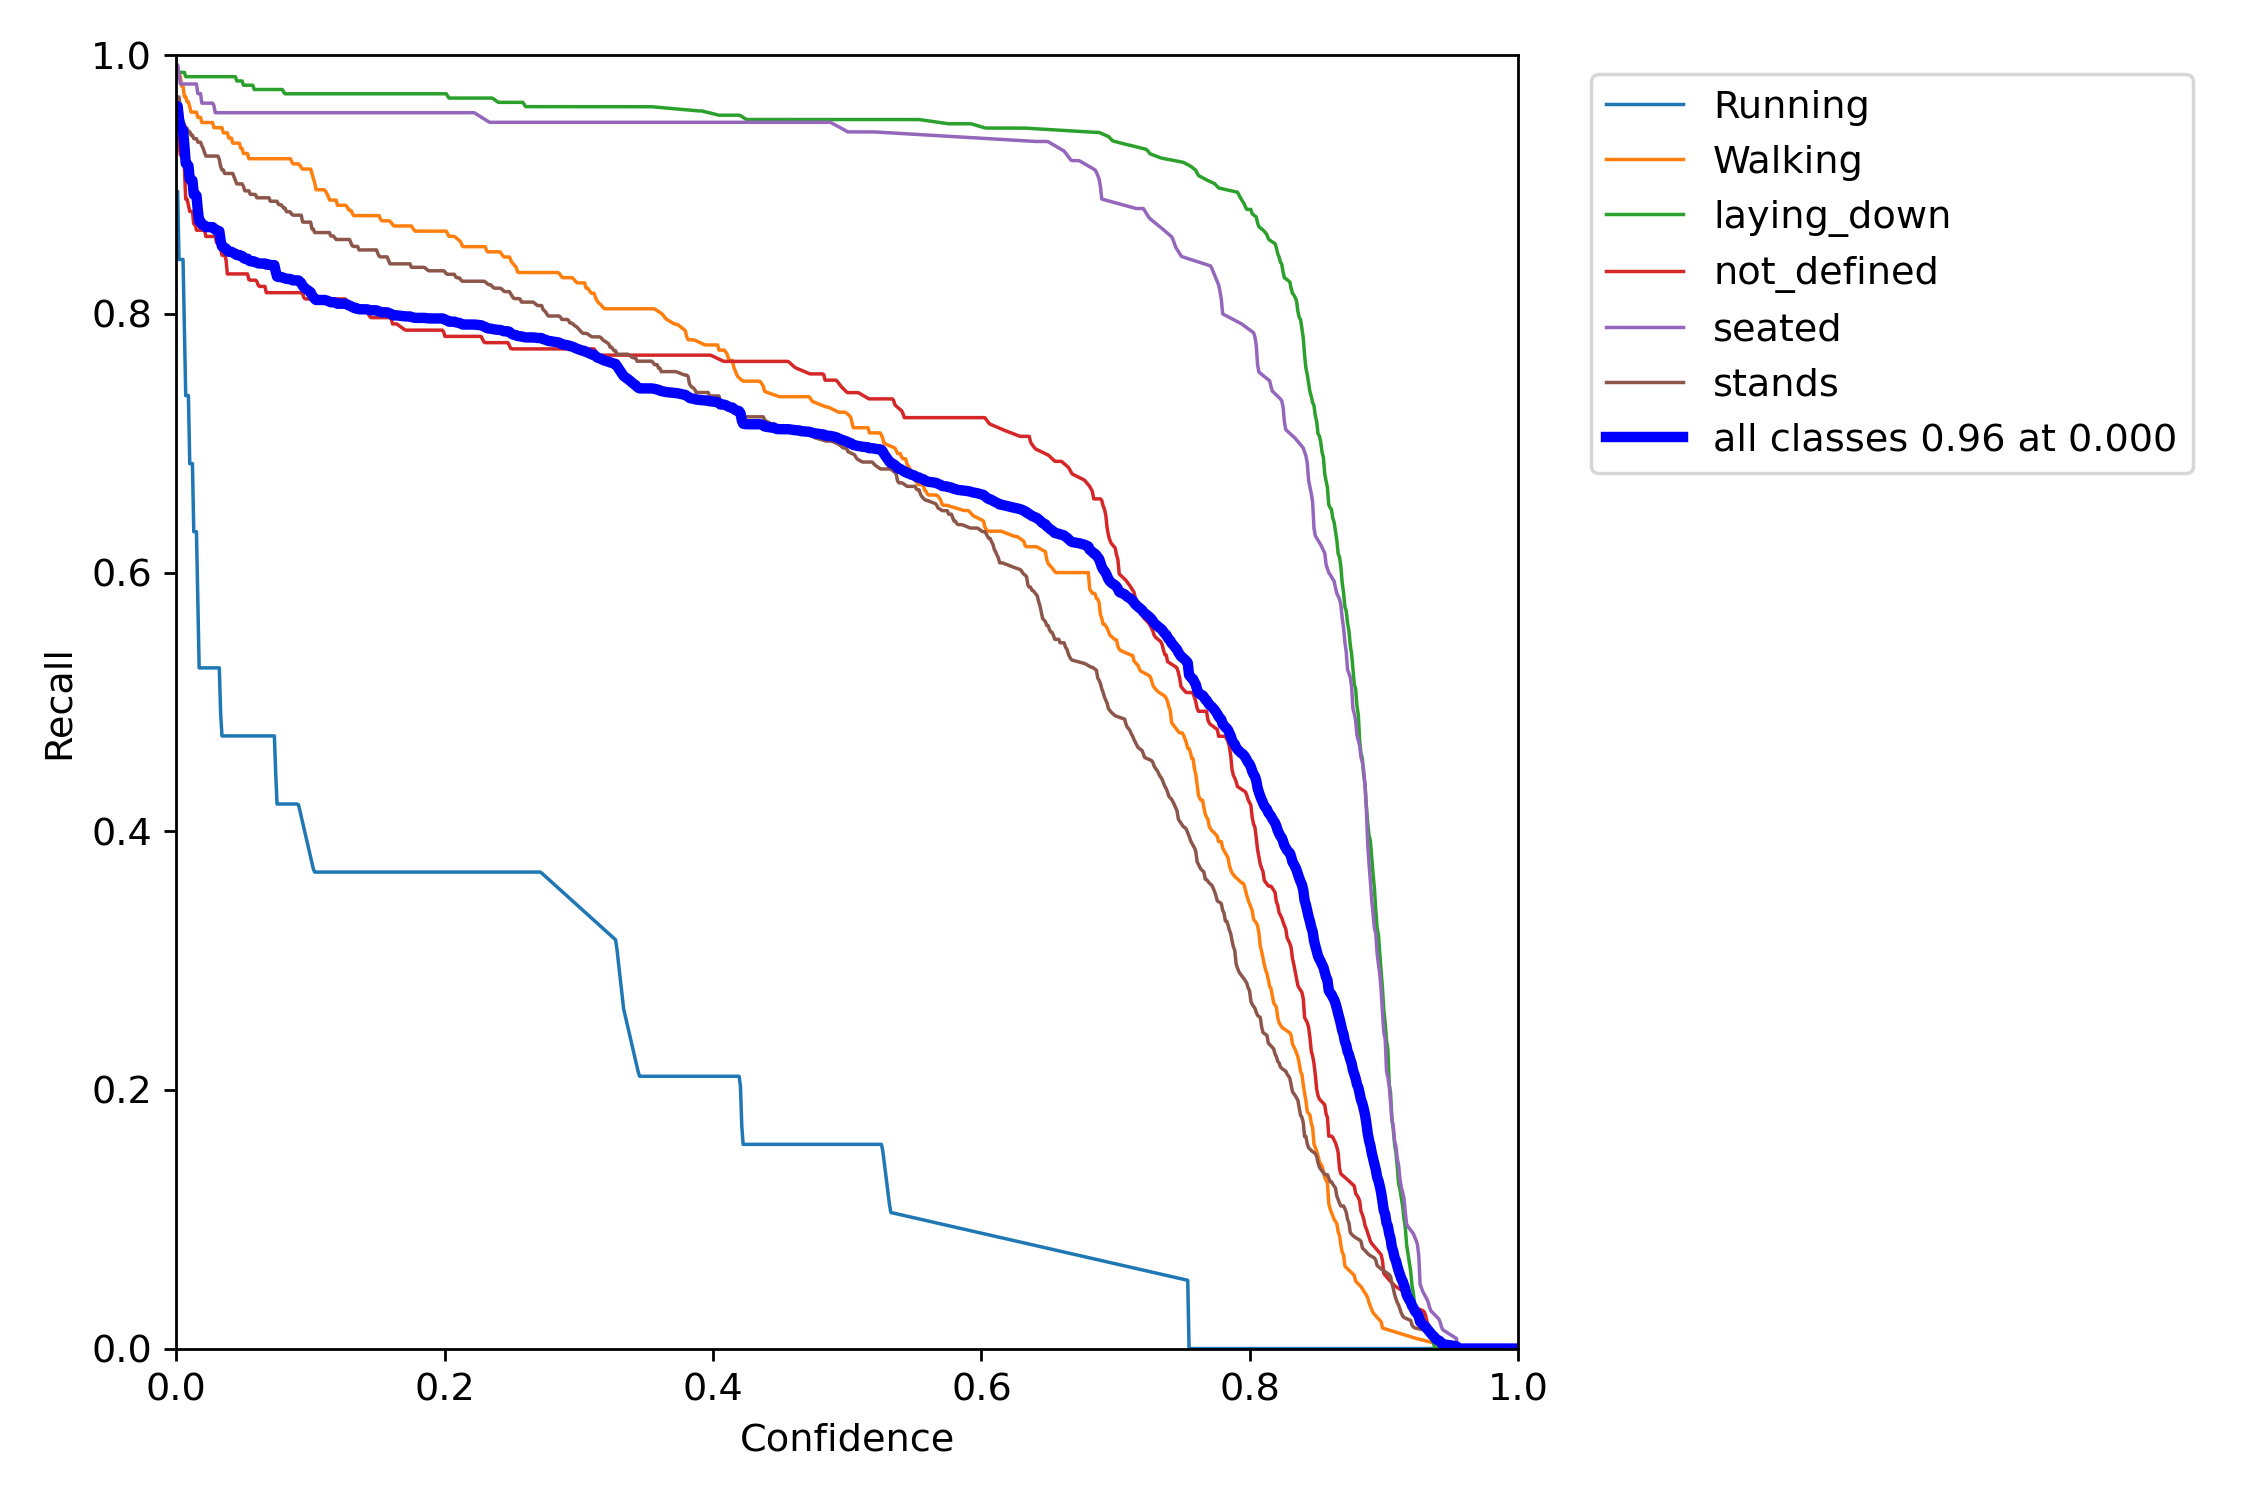 1.0
0.8
0.6
0.4
0.2
0.0
Recall
0.0 0.2 0.4 0.6 0.8 1.0
Confidence
Running
Walking
laying_down
not_defined
seated
stands
all classes 0.96 at 0.000